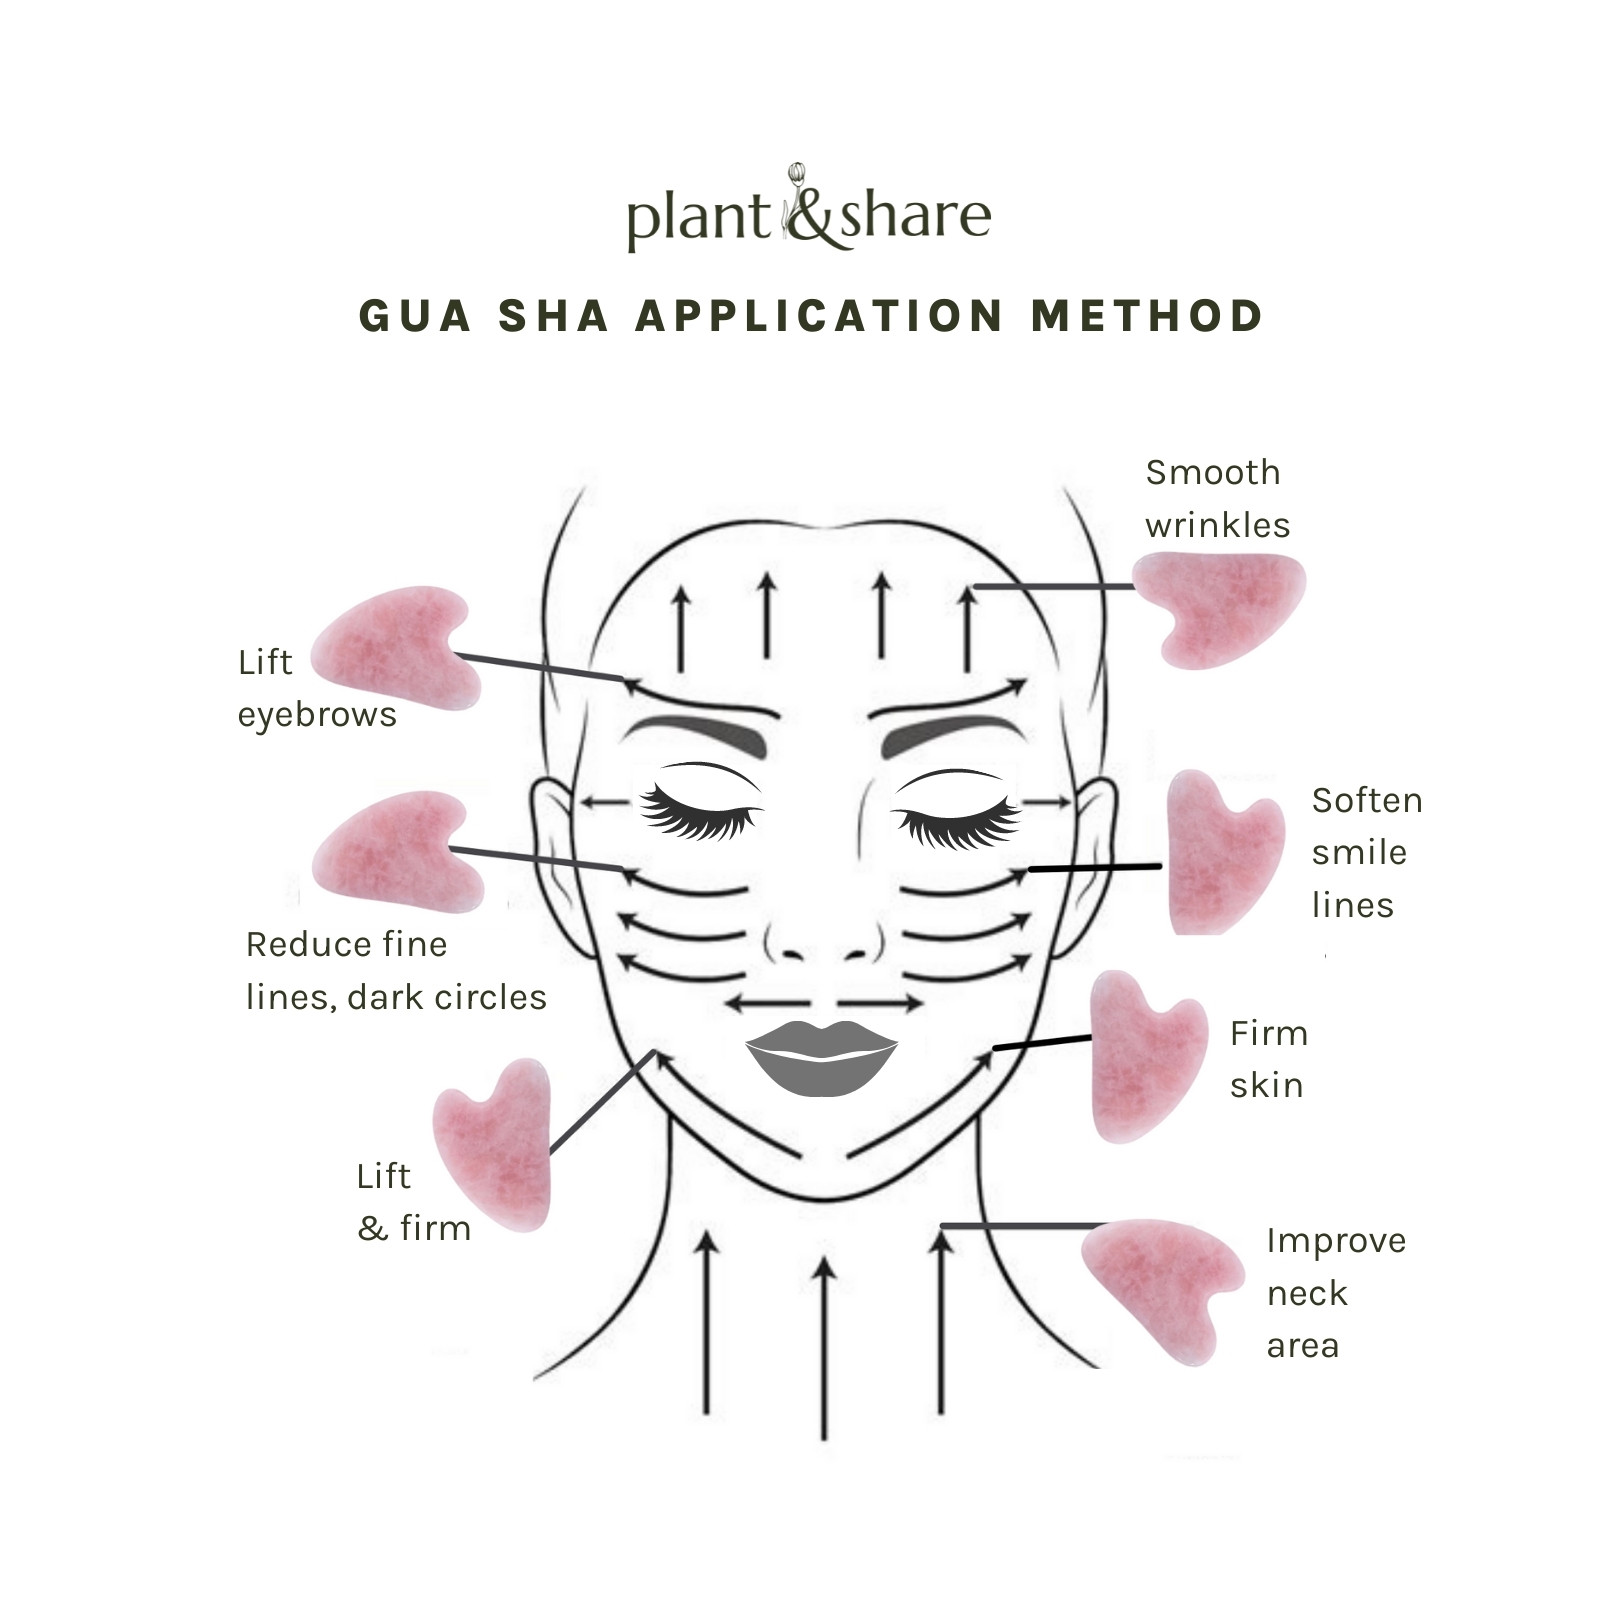 plant &share
GUA SHA APPLICATION METHOD
Smooth
wrinkles
Lift
eyebrows
Soften
smile
lines
Reduce fine
lines, dark circles
Firm
skin
Lift
& firm
Improve
neck
area